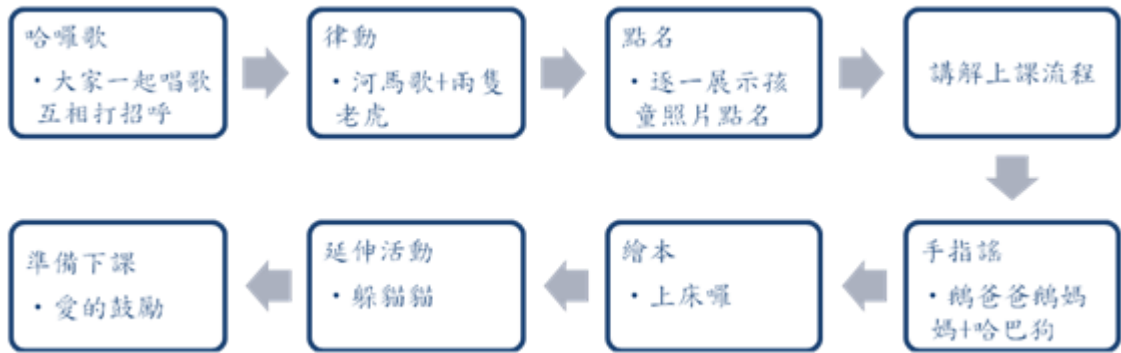 哈囉歌
・大家一起唱歌
互相打招呼
律動
・河馬歌+兩隻
老虎
點名
・逐一展示孩
童照片點名
講解上課流程
手指謠
・鵝爸爸鵝媽
媽+哈巴狗
繪本
・上床囉
延伸活動
・躲貓貓
準備下課
・愛的鼓勵